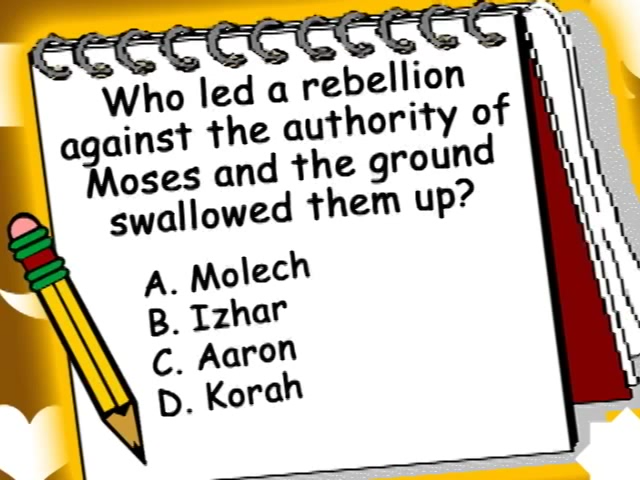 Who led a rebellion
against the authority of
Moses and the ground
swallowed them up?
A. Molech
B. Izhar
C. Aaron
D. Korah